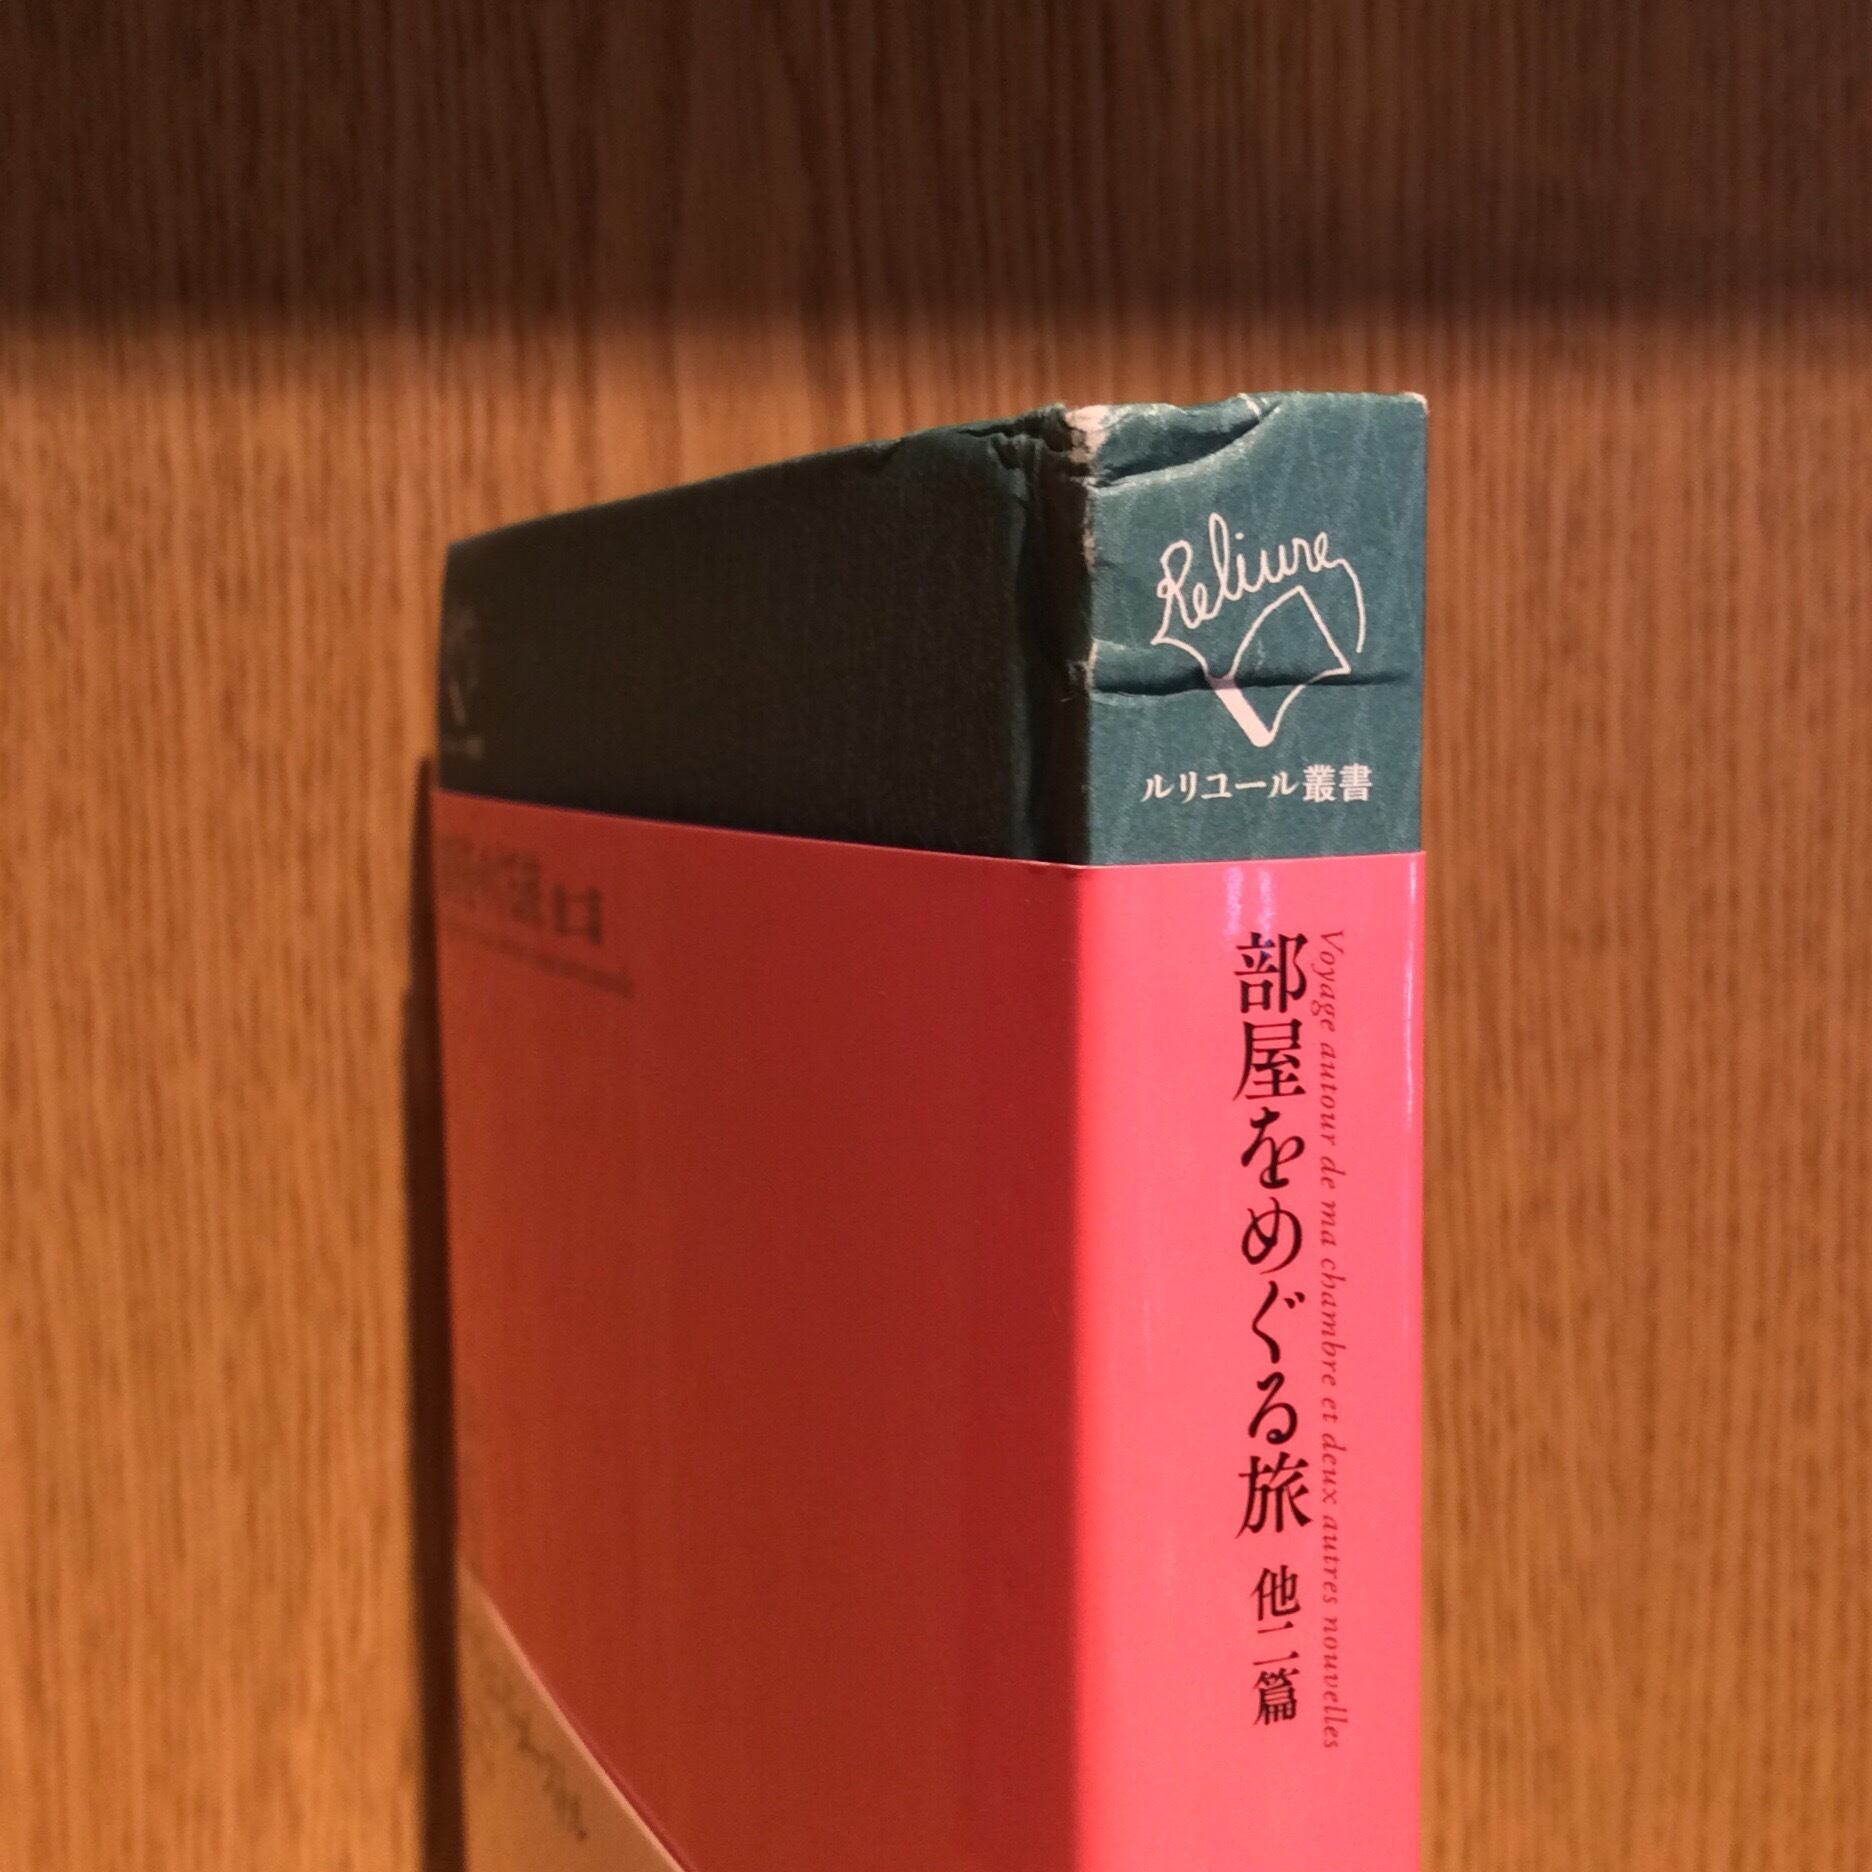 Reliure
ルリユール叢書
部屋をめぐる旅 他二篇
Voyage autour de ma chambre et deux autres nouvelles